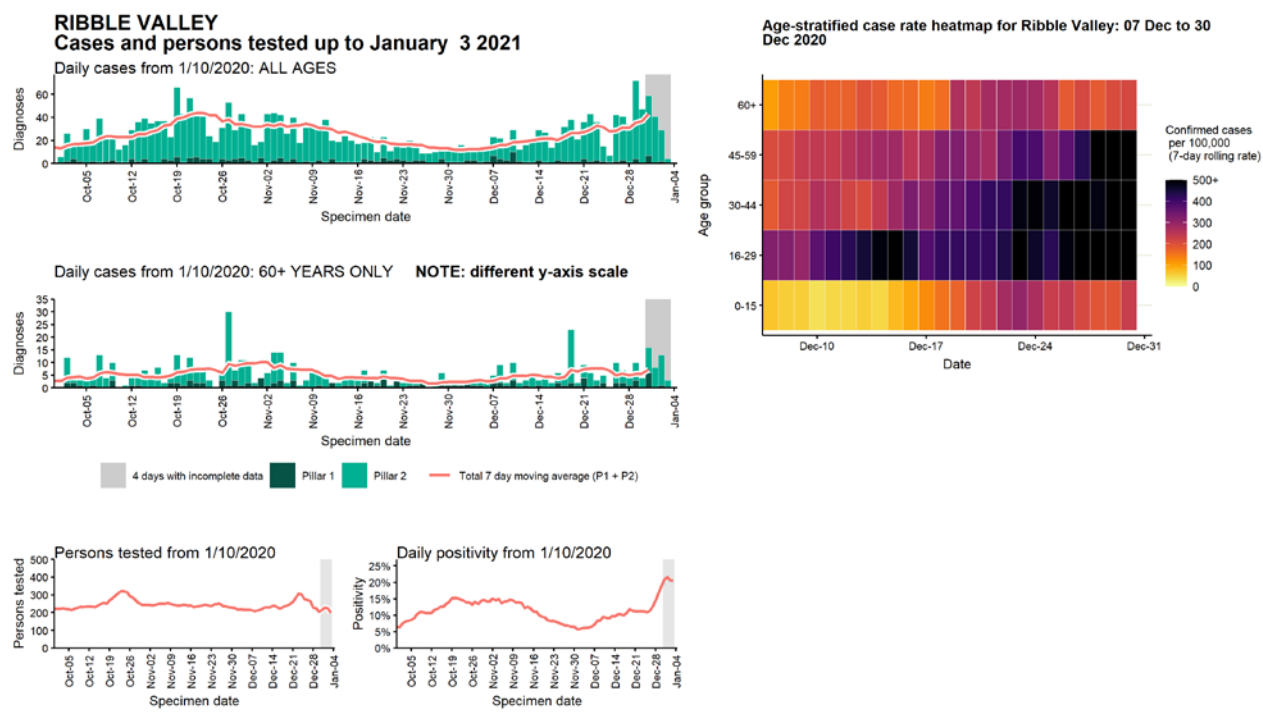 RIBBLE VALLEY
Cases and persons tested up to January 3 2021
Daily cases from 1/10/2020: ALL AGES
Diagnoses
60
40
20
0
Oct-05
Oct-12
Oct-19
Oct-26
Nov-02
Nov-09
Nov-16
Nov-23
Nov-30
Dec-07
Dec-14
Dec-21
Dec-28
Jan-04
Specimen date
Daily cases from 1/10/2020: 60+ YEARS ONLY NOTE: different y-axis scale
Diagnoses
35
30
25
20
15
10
5
0
Oct-05
Oct-12
Oct-19
Oct-26
Nov-02
Nov-09
Nov-16
Nov-23
Nov-30
Dec-07
Dec-14
Dec-21
Dec-28
Jan-04
Specimen date
4 days with incomplete data Pillar 1 Pillar 2 Total 7 day moving average (P1 + P2)
Persons tested from 1/10/2020
Persons tested
500
400
300
200
100
0
Oct-05
Oct-12
Oct-19
Oct-26
Nov-02
Nov-09
Nov-16
Nov-23
Nov-30
Dec-07
Dec-14
Dec-21
Dec-28
Jan-04
Specimen date
Daily positivity from 1/10/2020
Positivity
25%
20%
15%
10%
5%
0%
Oct-05
Oct-12
Oct-19
Oct-26
Nov-02
Nov-09
Nov-16
Nov-23
Nov-30
Dec-07
Dec-14
Dec-21
Dec-28
Jan-04
Specimen date
Age-stratified case rate heatmap for Ribble Valley: 07 Dec to 30
Dec 2020
Age group
60+
45-59
30-44
16-29
0-15
Dec-10
Dec-17
Dec-24
Dec-31
Date
Confirmed cases
per 100,000
(7-day rolling rate)
500+
400
300
200
100
0